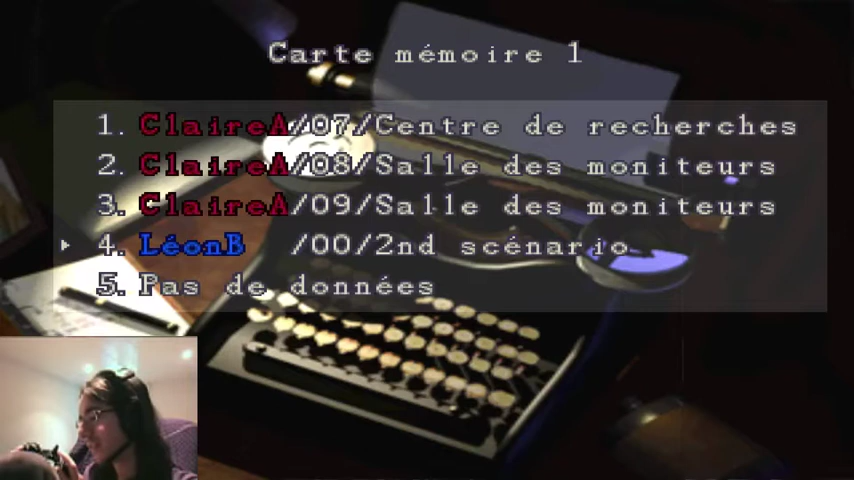 Carte mémoire 1
1. ClaireA/07/Centre de recherches
2. ClaireA/08/Salle des moniteurs
3. ClaireA/09/Salle des moniteurs
4. LéonB /00/2nd scénario
5. Pas de données